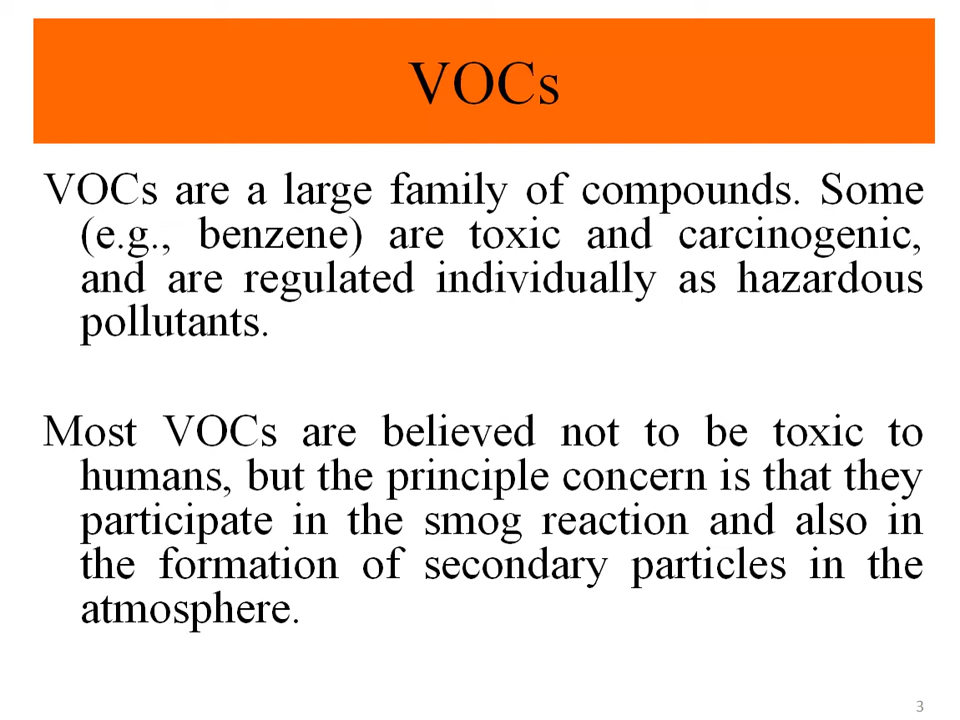 VOCs
VOCs are a large family of compounds. Some
(e.g., benzene) are toxic and carcinogenic,
and are regulated individually as hazardous
pollutants.
Most VOCs are believed not to be toxic to
humans, but the principle concern is that they
participate in the smog reaction and also in
the formation of secondary particles in the
atmosphere.
3